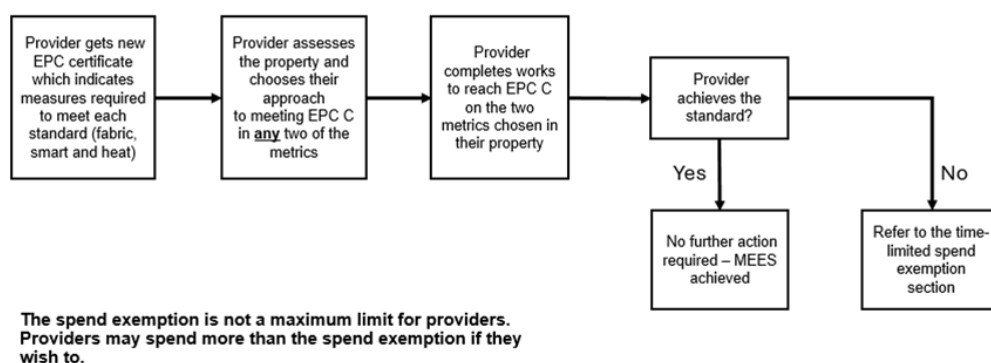 Provider gets new
EPC certificate
which indicates
measures required
to meet each
standard (fabric,
smart and heat)
Provider assesses
the property and
chooses their
approach
to meeting EPC C
in any two of the
metrics
Provider
completes works
to reach EPC C
on the two
metrics chosen in
their property
Provider
achieves the
standard?
Yes
No
No further action
required – MEES
achieved
Refer to the time-
limited spend
exemption
section
The spend exemption is not a maximum limit for providers.
Providers may spend more than the spend exemption if they
wish to.